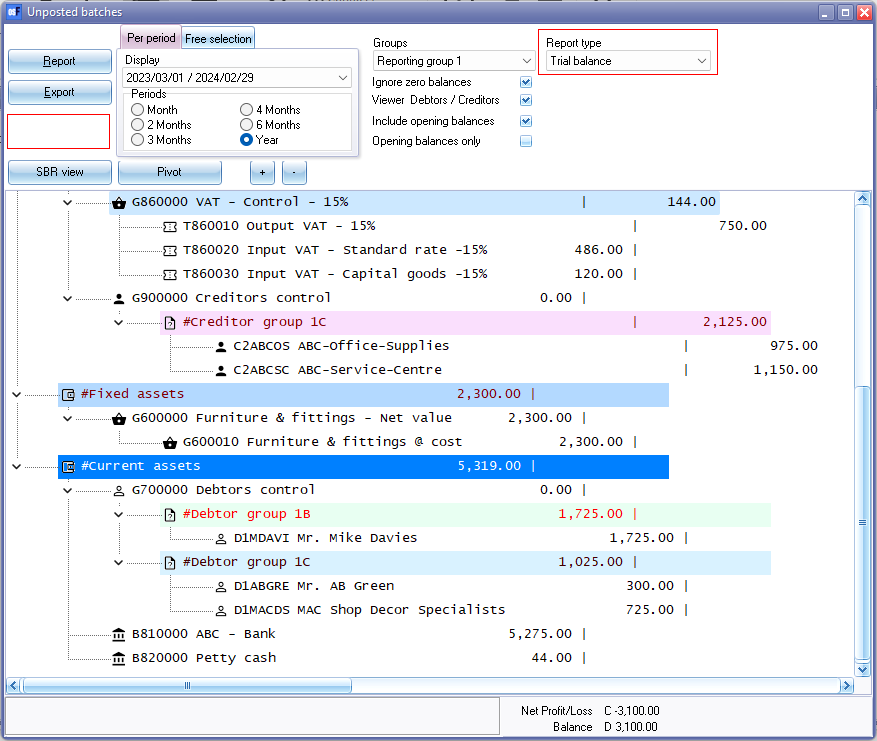 Unposted batches
Per period Free selection
Report
Export
Display
2023/03/01 / 2024/02/29
Periods
Month 4 Months
2 Months 6 Months
3 Months Year
Groups
Reporting group 1
Ignore zero balances
Viewer Debtors / Creditors
Include opening balances
Opening balances only
Report type
Trial balance
SBR view Pivot + -
G860000 VAT - Control - 15% | 144.00
T860010 Output VAT - 15% | 750.00
T860020 Input VAT - Standard rate -15% 486.00 |
T860030 Input VAT - Capital goods -15% 120.00 |
G900000 Creditors control 0.00 |
#Creditor group 1C | 2,125.00
C2ABCOS ABC-Office-Supplies | 975.00
C2ABCSC ABC-Service-Centre | 1,150.00
#Fixed assets 2,300.00 |
G600000 Furniture & fittings - Net value 2,300.00 |
G600010 Furniture & fittings @ cost 2,300.00 |
#Current assets 5,319.00 |
G700000 Debtors control 0.00 |
#Debtor group 1B 1,725.00 |
D1MDAVI Mr. Mike Davies 1,725.00 |
#Debtor group 1C 1,025.00 |
D1ABGRE Mr. AB Green 300.00 |
D1MACDS MAC Shop Decor Specialists 725.00 |
B810000 ABC - Bank 5,275.00 |
B820000 Petty cash 44.00 |
Net Profit/Loss C -3,100.00
Balance D 3,100.00